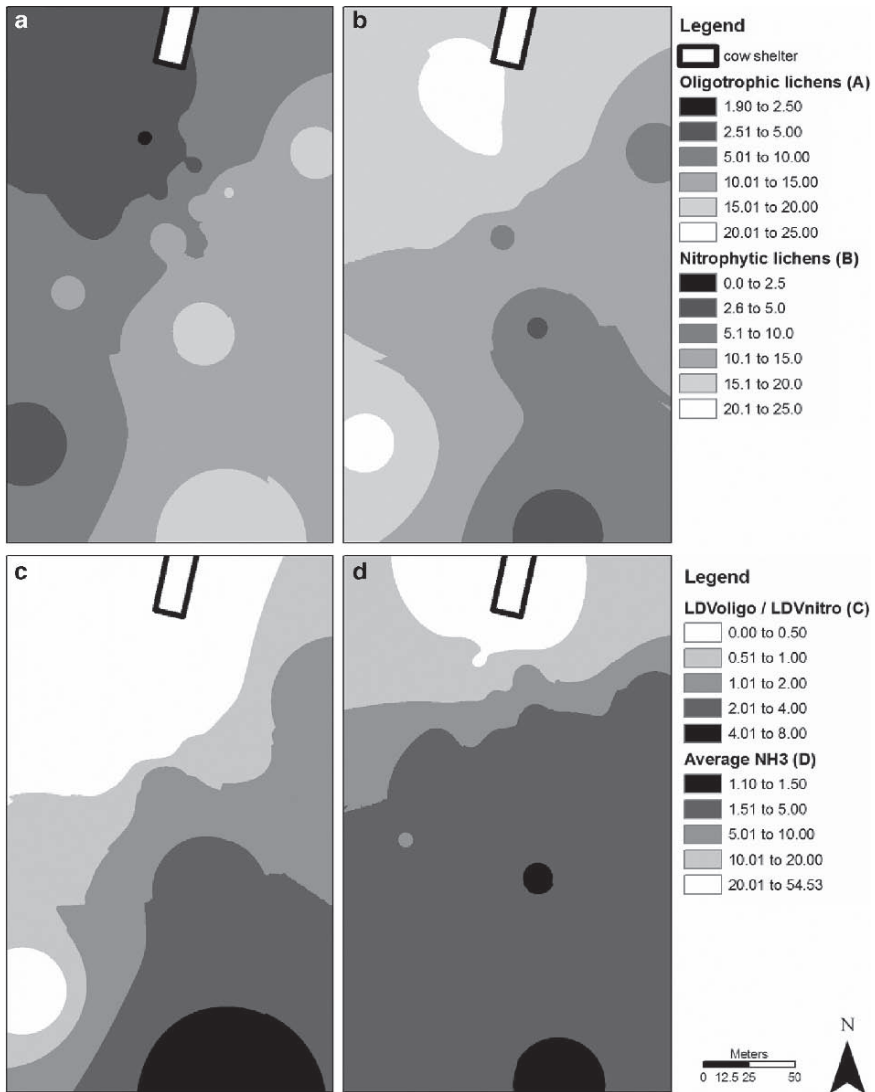 a
b
Legend
cow shelter
Oligotrophic lichens (A)
1.90 to 2.50
2.51 to 5.00
5.01 to 10.00
10.01 to 15.00
15.01 to 20.00
20.01 to 25.00
Nitrophytic lichens (B)
0.0 to 2.5
2.6 to 5.0
5.1 to 10.0
10.1 to 15.0
15.1 to 20.0
20.1 to 25.0
c
d
Legend
LDVoligo / LDVnitro (C)
0.00 to 0.50
0.51 to 1.00
1.01 to 2.00
2.01 to 4.00
4.01 to 8.00
Average NH3 (D)
1.10 to 1.50
1.51 to 5.00
5.01 to 10.00
10.01 to 20.00
20.01 to 54.53
N
Meters
0 12.5 25 50